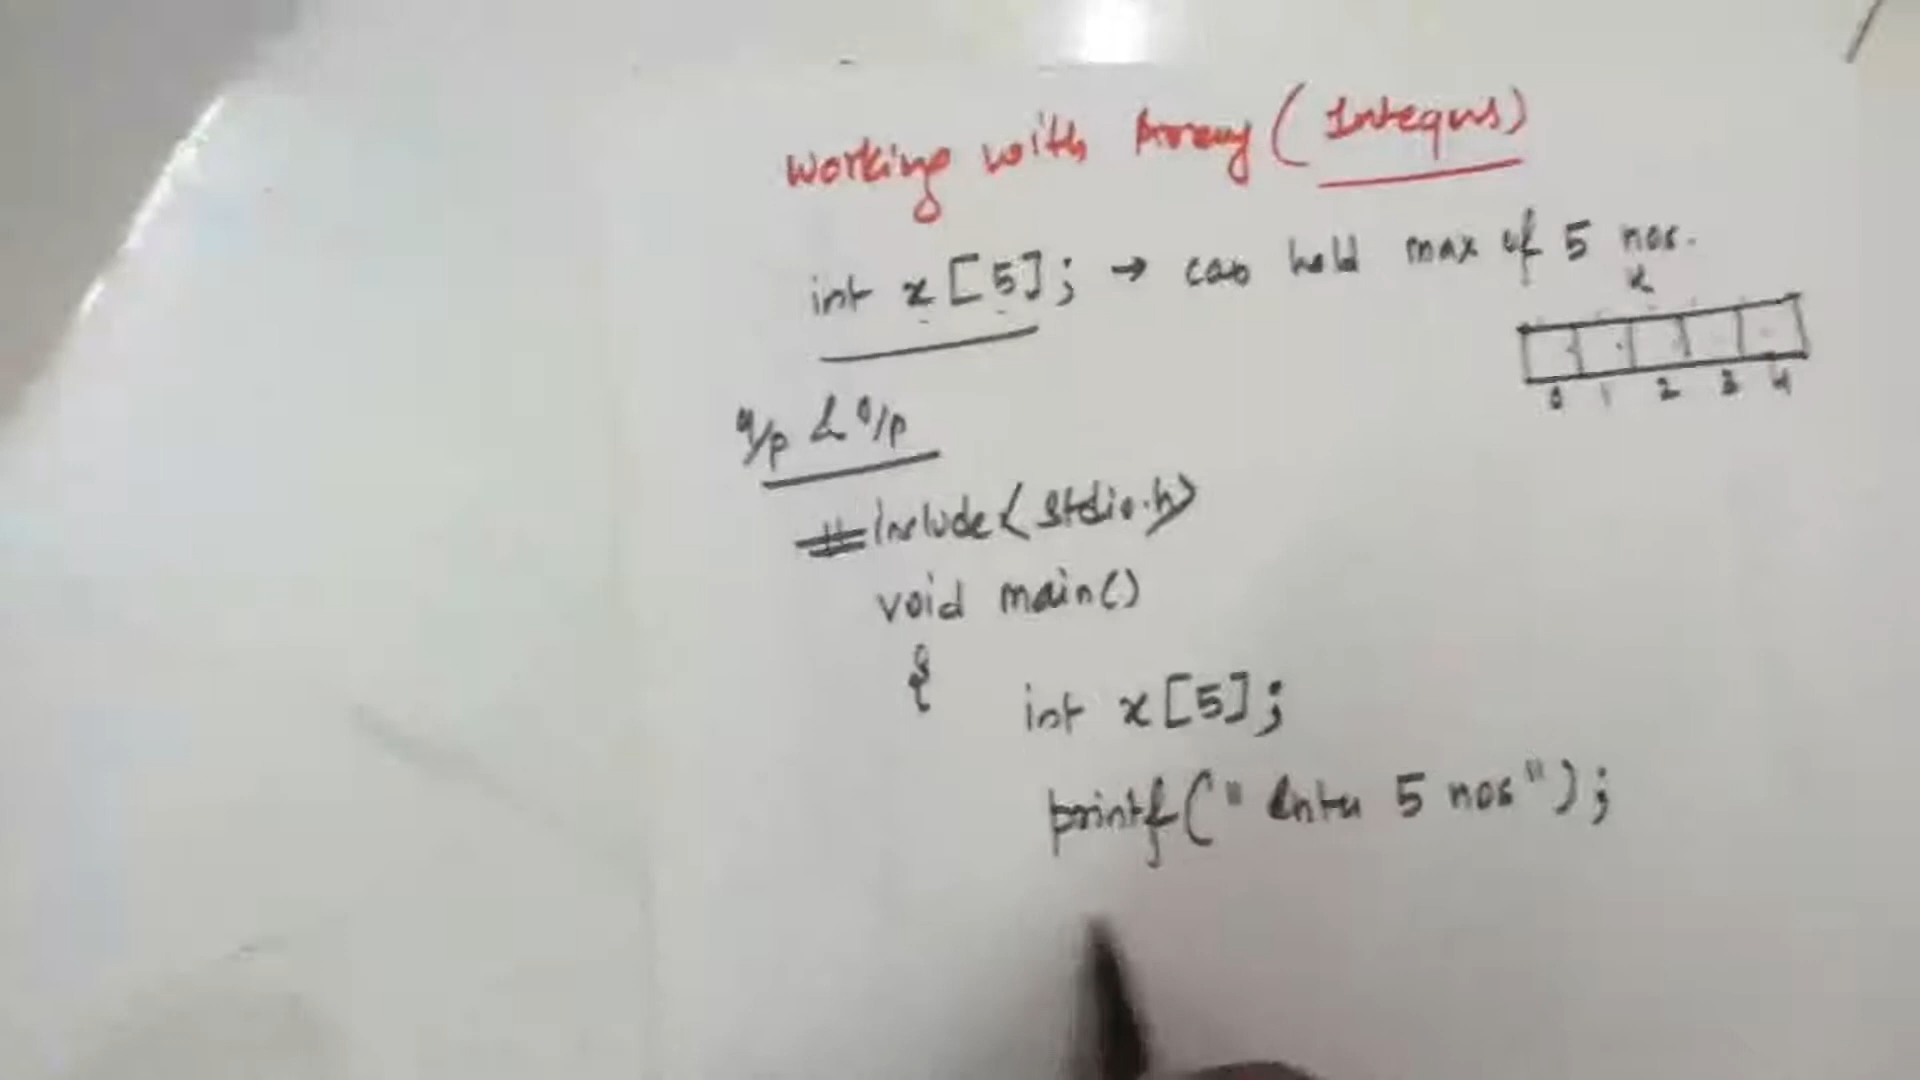 Working with Array (Integers)
int x[5]; → can hold max of 5 nos.
x
0 1 2 3 4
i/p & o/p
#include<stdio.h>
void main()
{
int x[5];
printf("Enter 5 nos");